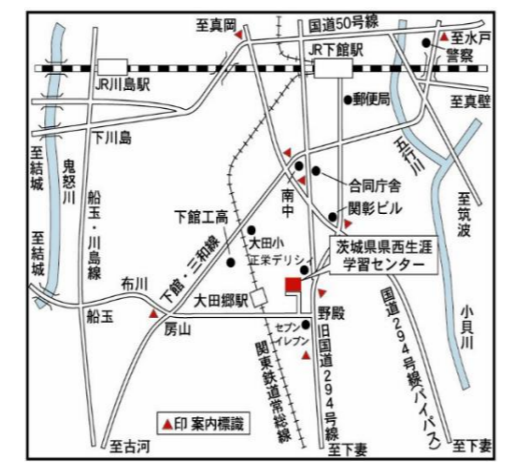 至真岡
国道50号線
至水戸
JR下館駅
警察
JR川島駅
郵便局
至真壁
下川島
五行川
至結城
鬼怒川
合同庁舎
南中
船玉・川島線
関彰ビル
至筑波
下館工高
大田小
正栄デリシィ
茨城県県西生涯
学習センター
至結城
下館・三和線
布川
大田郷駅
船玉
房山
野殿
セブン
イレブン
小貝川
関東鉄道常総線
旧国道294号線
国道294号線(バイパス)
▲印 案内標識
至古河
至下妻
至下妻